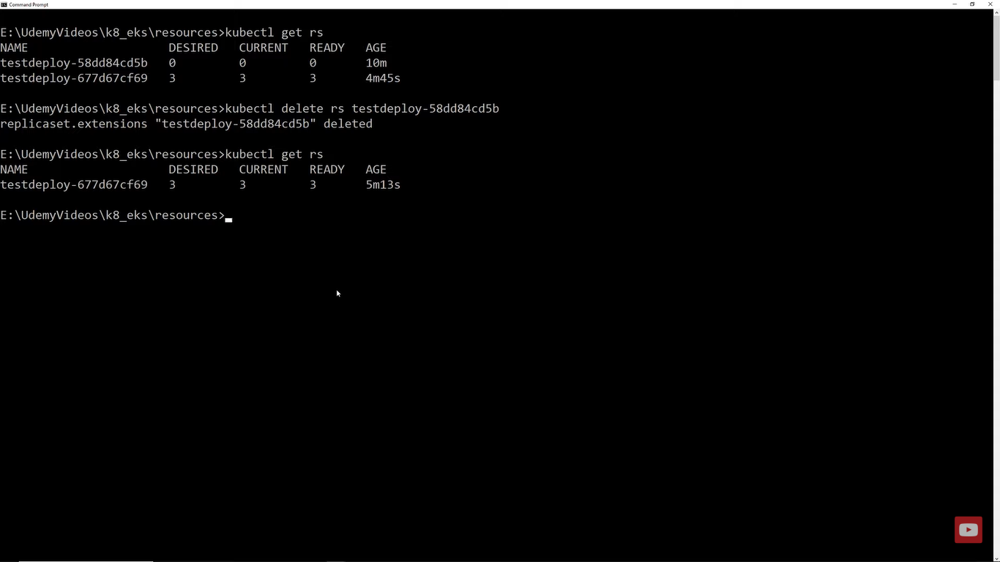 Command Prompt
E:\UdemyVideos\k8_eks\resources>kubectl get rs
NAME DESIRED CURRENT READY AGE
testdeploy-58dd84cd5b 0 0 0 10m
testdeploy-677d67cf69 3 3 3 4m45s
E:\UdemyVideos\k8_eks\resources>kubectl delete rs testdeploy-58dd84cd5b
replicaset.extensions "testdeploy-58dd84cd5b" deleted
E:\UdemyVideos\k8_eks\resources>kubectl get rs
NAME DESIRED CURRENT READY AGE
testdeploy-677d67cf69 3 3 3 5m13s
E:\UdemyVideos\k8_eks\resources>